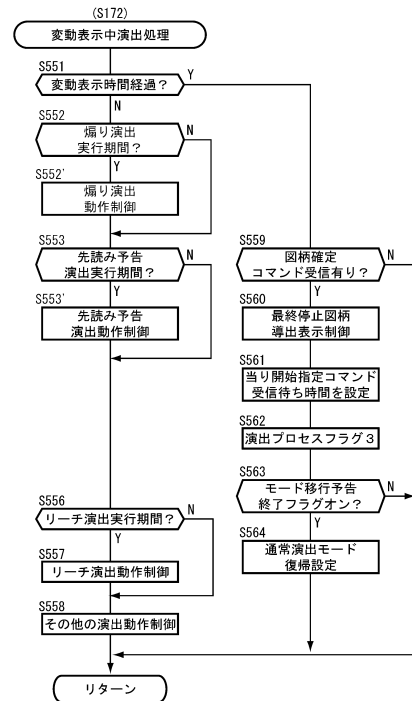 (S172)
変動表示中演出処理
S551
変動表示時間経過？
Y
N
S552
煽り演出
実行期間？
N
Y
S552'
煽り演出
動作制御
S553
先読み予告
演出実行期間？
N
Y
S553'
先読み予告
演出動作制御
S556
リーチ演出実行期間？
N
Y
S557
リーチ演出動作制御
S558
その他の演出動作制御
リターン
S559
図柄確定
コマンド受信有り？
N
Y
S560
最終停止図柄
導出表示制御
S561
当り開始指定コマンド
受信待ち時間を設定
S562
演出プロセスフラグ３
S563
モード移行予告
終了フラグオン？
N
Y
S564
通常演出モード
復帰設定